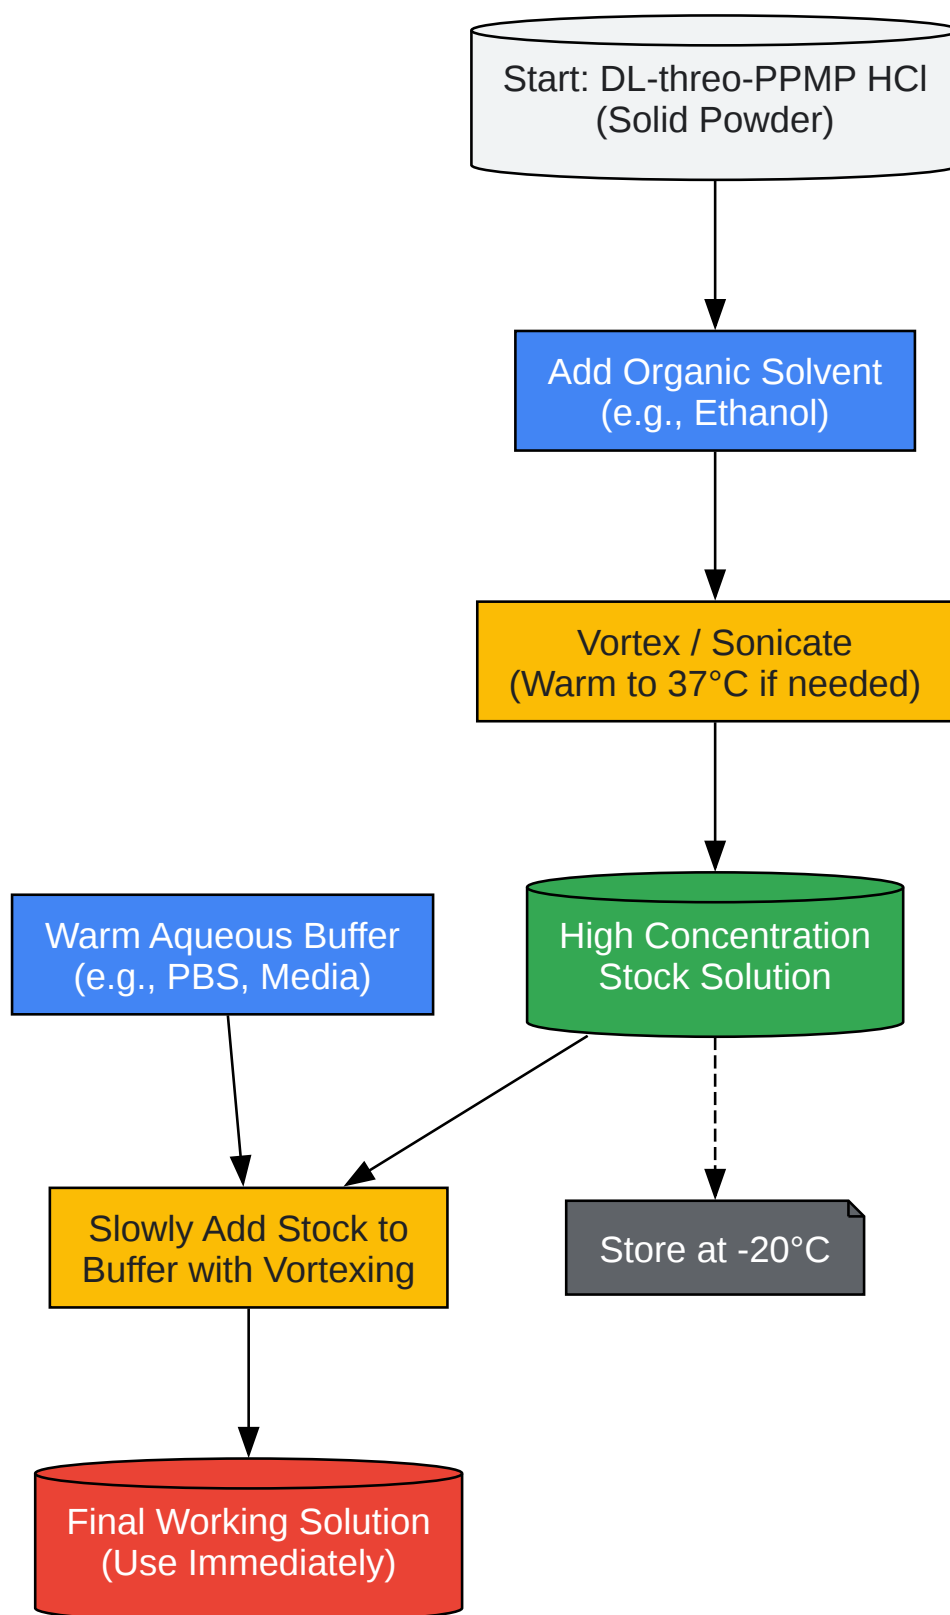 Start: DL-threo-PPMP HCl
(Solid Powder)
Add Organic Solvent
(e.g., Ethanol)
Vortex / Sonicate
(Warm to 37°C if needed)
High Concentration
Stock Solution
Warm Aqueous Buffer
(e.g., PBS, Media)
Slowly Add Stock to
Buffer with Vortexing
Store at -20°C
Final Working Solution
(Use Immediately)